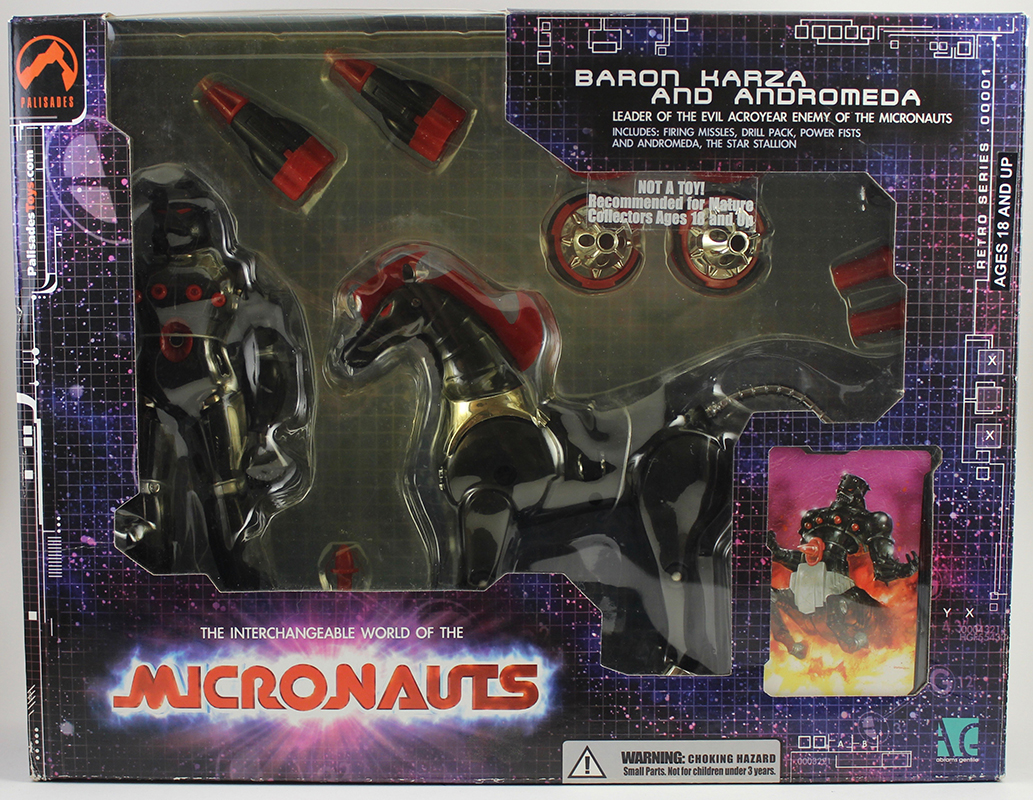 PALISADES
PalisadesToys.com
BARON KARZA
AND ANDROMEDA
LEADER OF THE EVIL ACROYEAR ENEMY OF THE MICRONAUTS
INCLUDES: FIRING MISSLES, DRILL PACK, POWER FISTS
AND ANDROMEDA, THE STAR STALLION
NOT A TOY!
Recommended for Mature
Collectors Ages 18 and Up
RETRO SERIES .00001
AGES 18 AND UP
X
X
Y X
THE INTERCHANGEABLE WORLD OF THE
MICRONAUTS
WARNING: CHOKING HAZARD
Small Parts. Not for children under 3 years.
A B
AG
abrams gentile